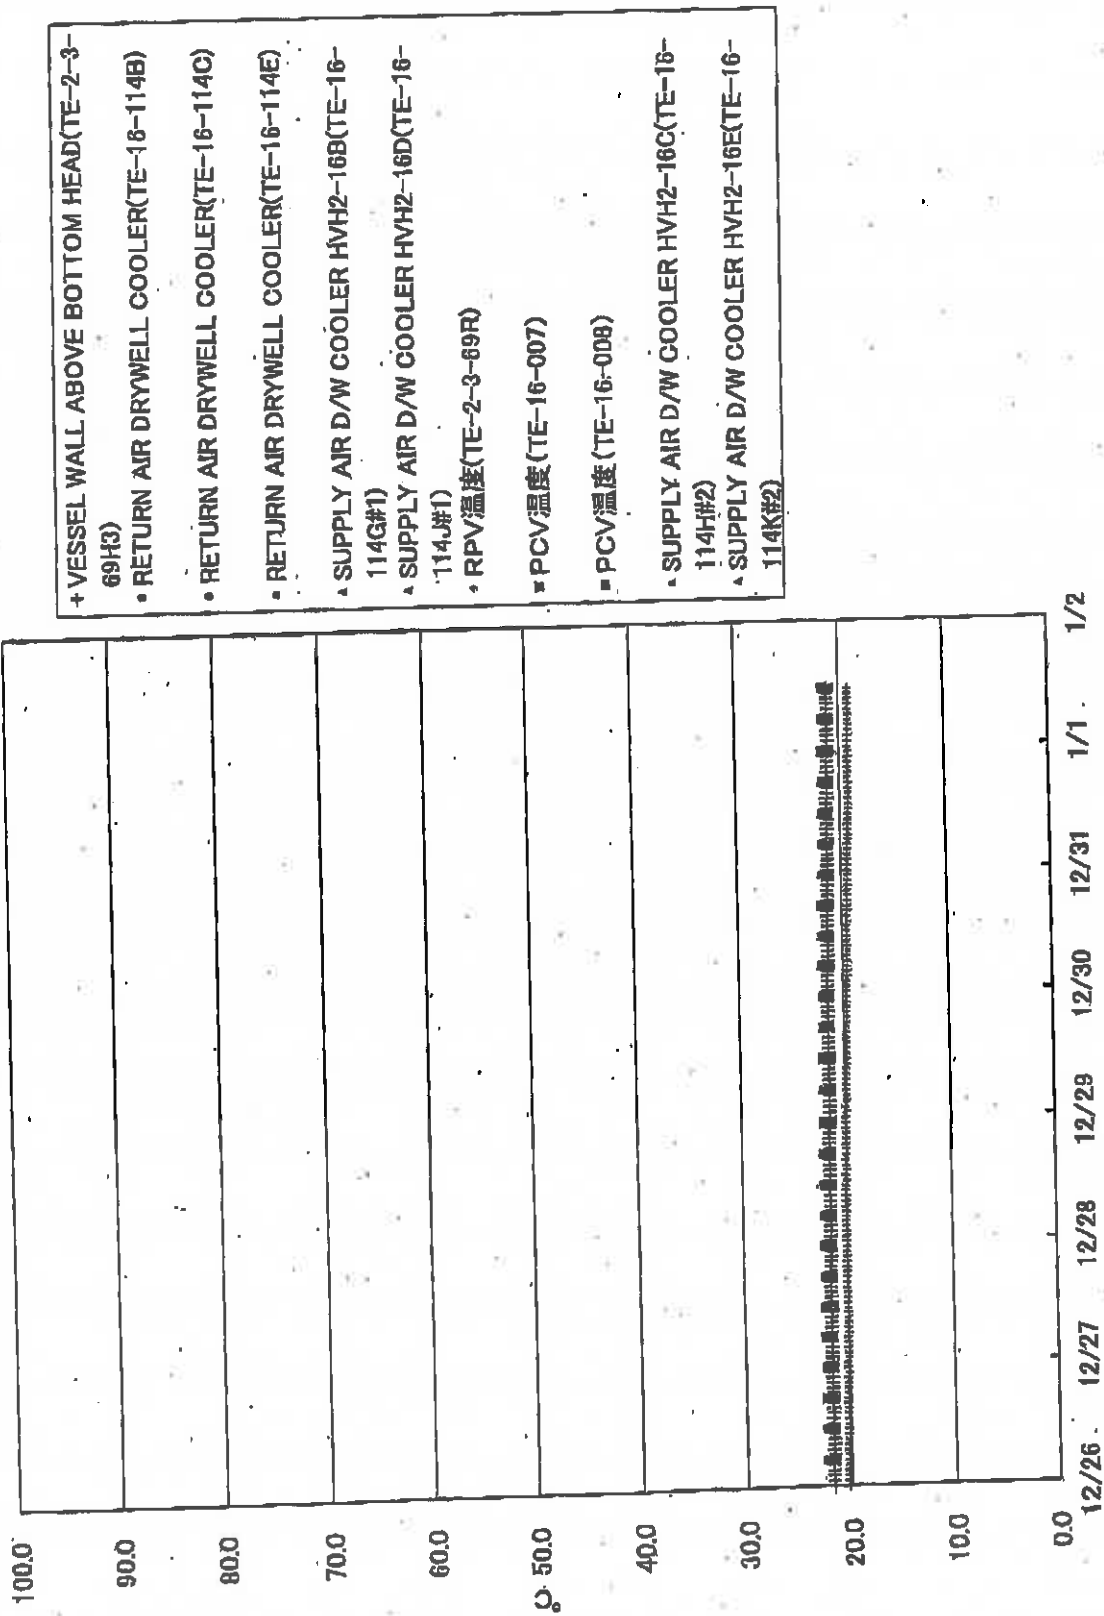 100.0
90.0
80.0
70.0
60.0
℃ 50.0
40.0
30.0
20.0
10.0
0.0
12/26 12/27 12/28 12/29 12/30 12/31 1/1 1/2
+ VESSEL WALL ABOVE BOTTOM HEAD(TE-2-3-
69H3)
• RETURN AIR DRYWELL COOLER(TE-16-114B)
• RETURN AIR DRYWELL COOLER(TE-16-114C)
• RETURN AIR DRYWELL COOLER(TE-16-114E)
▲ SUPPLY AIR D/W COOLER HVH2-16B(TE-16-
114G#1)
▲ SUPPLY AIR D/W COOLER HVH2-16D(TE-16-
114J#1)
+ RPV温度(TE-2-3-69R)
■ PCV温度(TE-16-007)
■ PCV温度(TE-16-008)
▲ SUPPLY AIR D/W COOLER HVH2-16C(TE-16-
114H#2)
▲ SUPPLY AIR D/W COOLER HVH2-16E(TE-16-
114K#2)